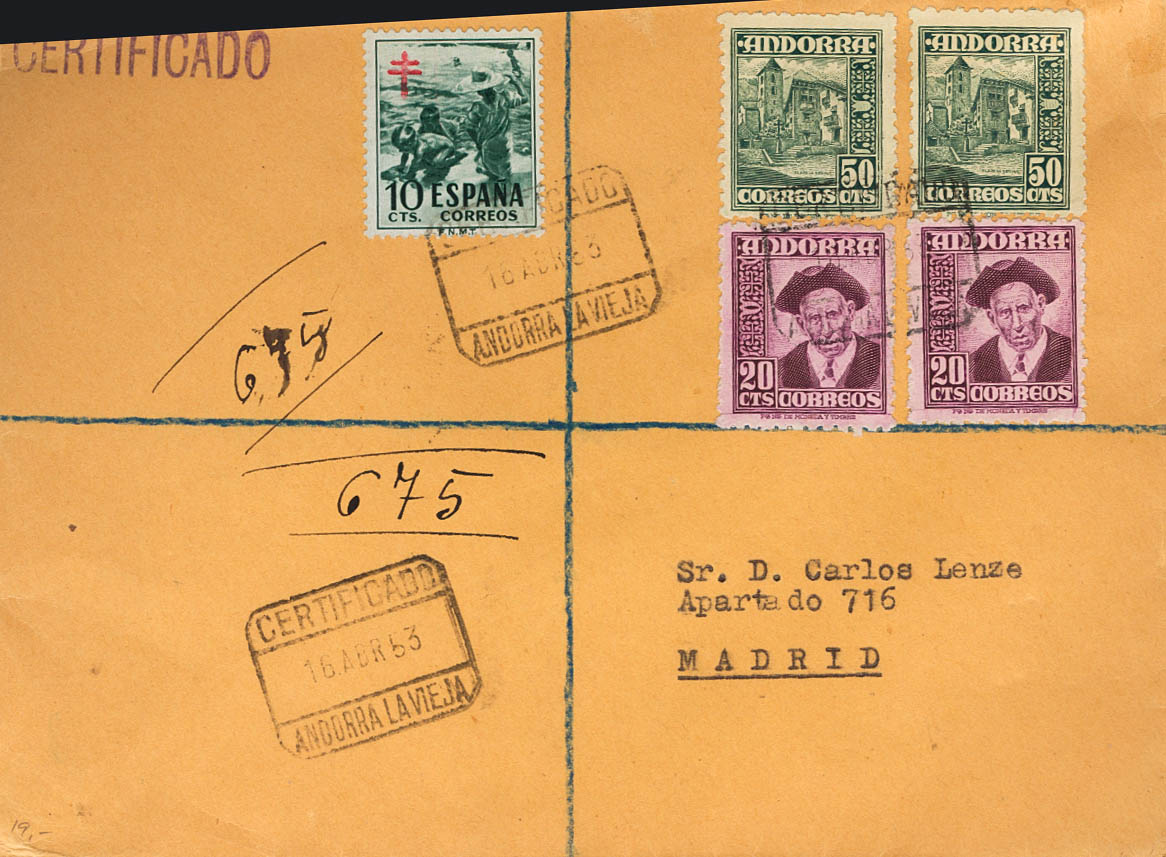 CERTIFICADO
10 ESPAÑA
CTS. CORREOS
F.N.M.T.
ANDORRA
50
CORREOS CTS
ANDORRA
50
CORREOS CTS
ANDORRA
20
CTS CORREOS
ANDORRA
20
CTS CORREOS
16 ABR 53
ANDORRA LA VIEJA
6,75
675
CERTIFICADO
16 ABR 53
ANDORRA LA VIEJA
Sr. D. Carlos Lenze
Apartado 716
MADRID
19,-